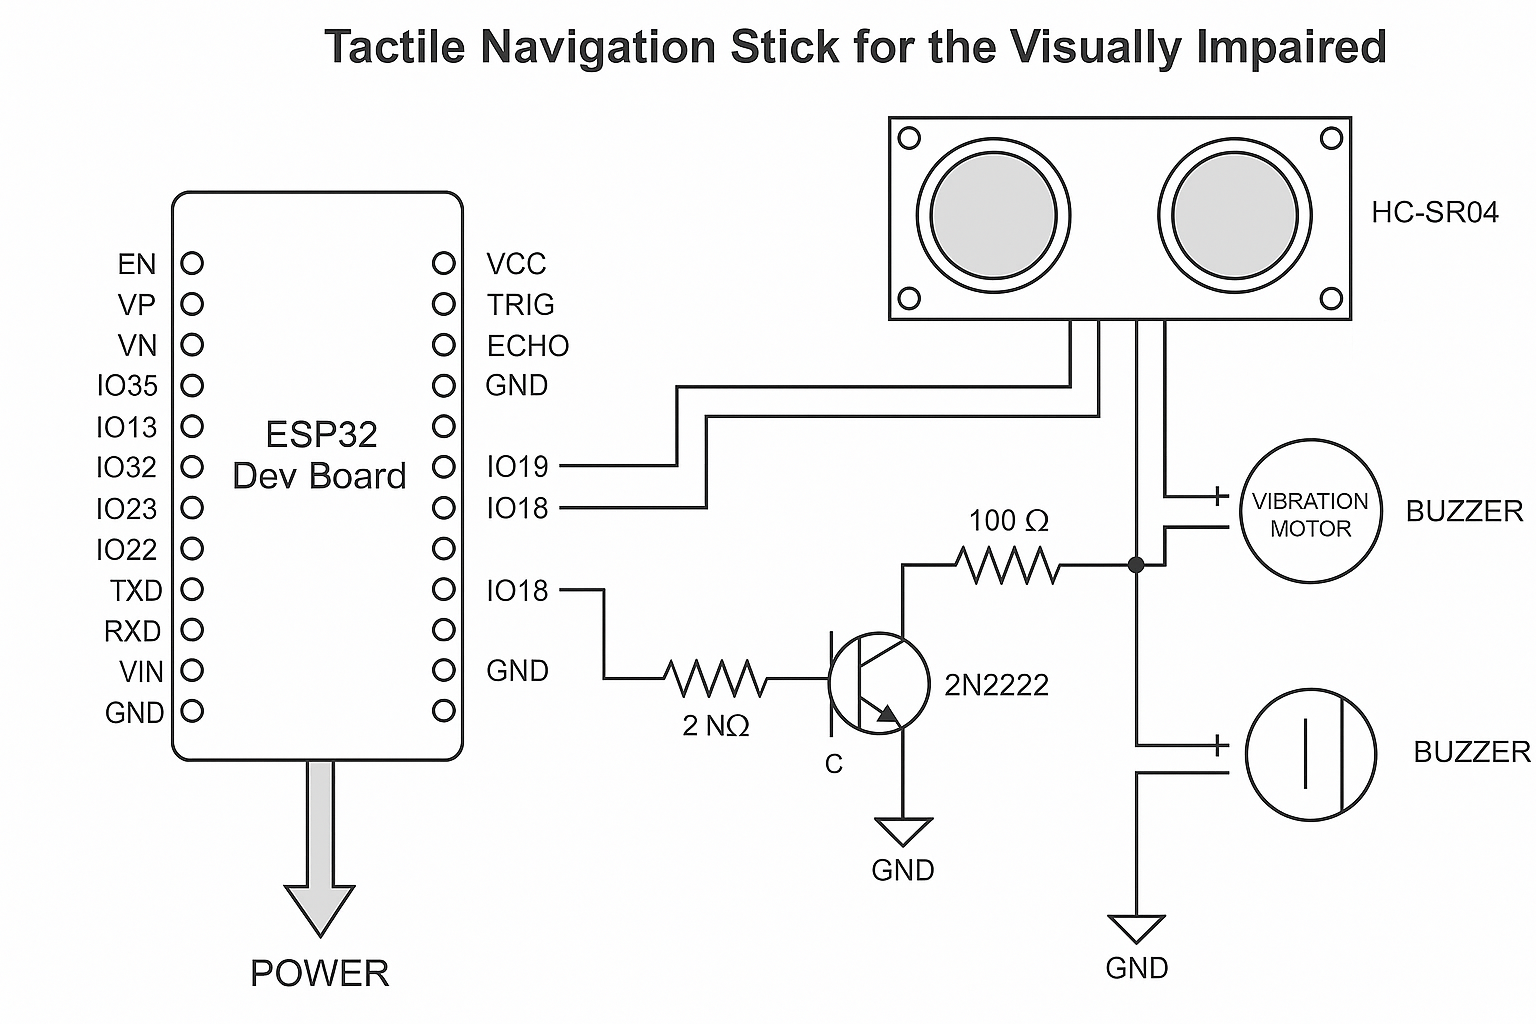 Tactile Navigation Stick for the Visually Impaired
HC-SR04
EN
VP
VN
IO35
IO13
IO32
IO23
IO22
TXD
RXD
VIN
GND
ESP32
Dev Board
VCC
TRIG
ECHO
GND
IO19
IO18
IO18
GND
100 Ω
2 NΩ
2N2222
C
GND
VIBRATION
MOTOR
BUZZER
BUZZER
GND
POWER